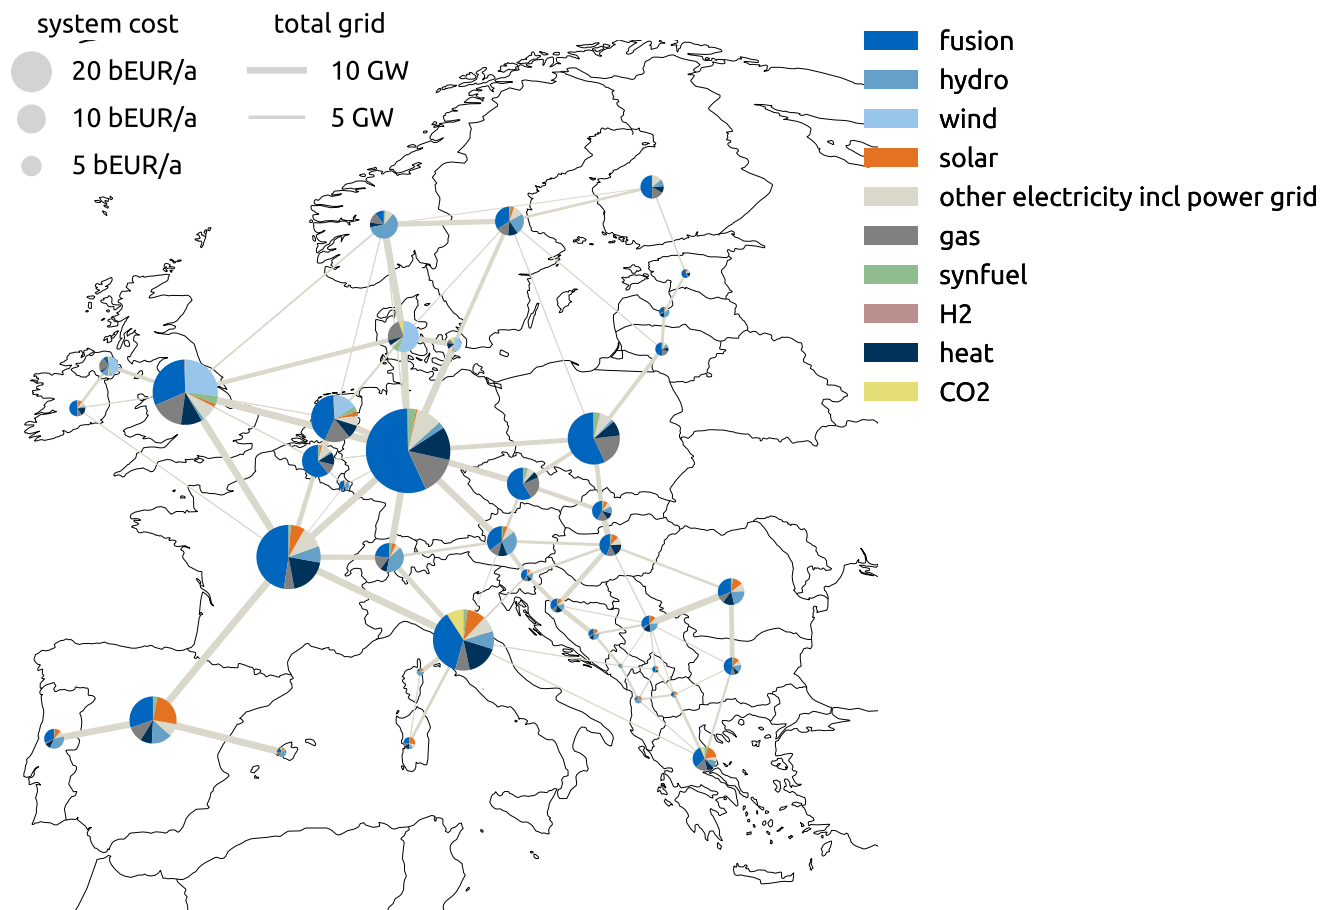 system cost
20 bEUR/a
10 bEUR/a
5 bEUR/a
total grid
10 GW
5 GW
fusion
hydro
wind
solar
other electricity incl power grid
gas
synfuel
H2
heat
CO2